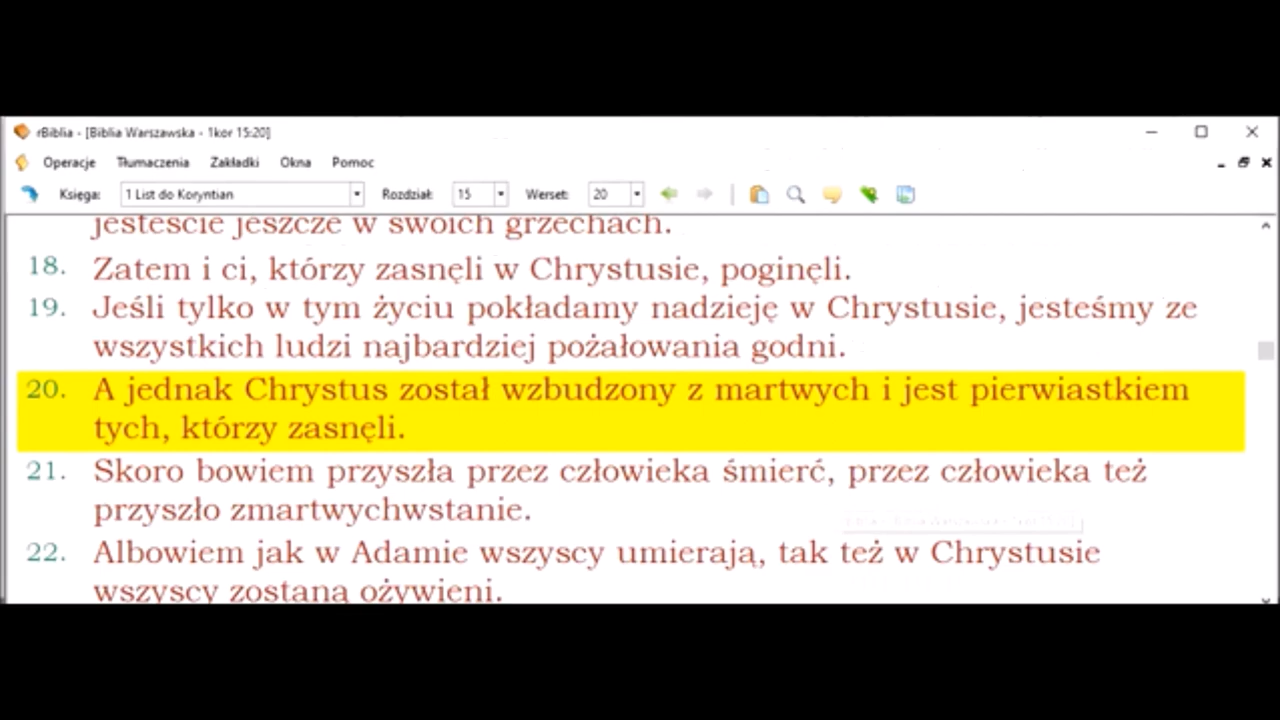 rBiblia - [Biblia Warszawska - 1kor 15:20]
Operacje Tłumaczenia Zakładki Okna Pomoc
Księga: 1 List do Koryntian Rozdział: 15 Werset: 20
jesteście jeszcze w swoich grzechach.
18. Zatem i ci, którzy zasnęli w Chrystusie, poginęli.
19. Jeśli tylko w tym życiu pokładamy nadzieję w Chrystusie, jesteśmy ze
wszystkich ludzi najbardziej pożałowania godni.
20. A jednak Chrystus został wzbudzony z martwych i jest pierwiastkiem
tych, którzy zasnęli.
21. Skoro bowiem przyszła przez człowieka śmierć, przez człowieka też
przyszło zmartwychwstanie.
22. Albowiem jak w Adamie wszyscy umierają, tak też w Chrystusie
wszyscy zostaną ożywieni.